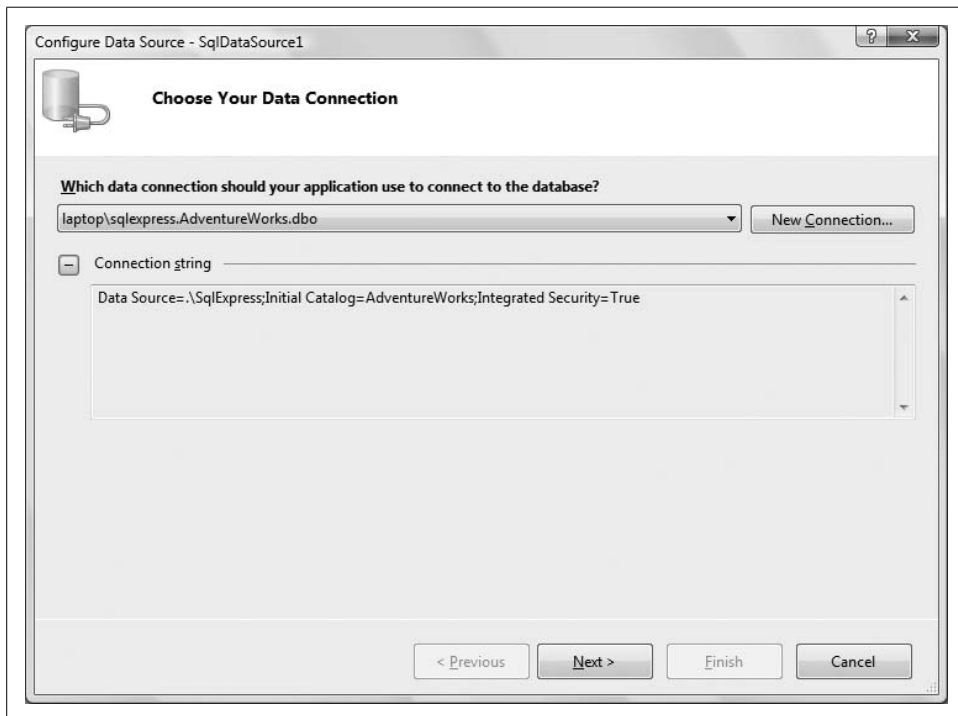 Configure Data Source - SqlDataSource1
Choose Your Data Connection
Which data connection should your application use to connect to the database?
laptop\sqlexpress.AdventureWorks.dbo
New Connection...
Connection string
Data Source=.\SqlExpress;Initial Catalog=AdventureWorks;Integrated Security=True
< Previous
Next >
Finish
Cancel